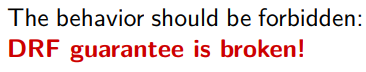 The behavior should be forbidden:
DRF guarantee is broken!